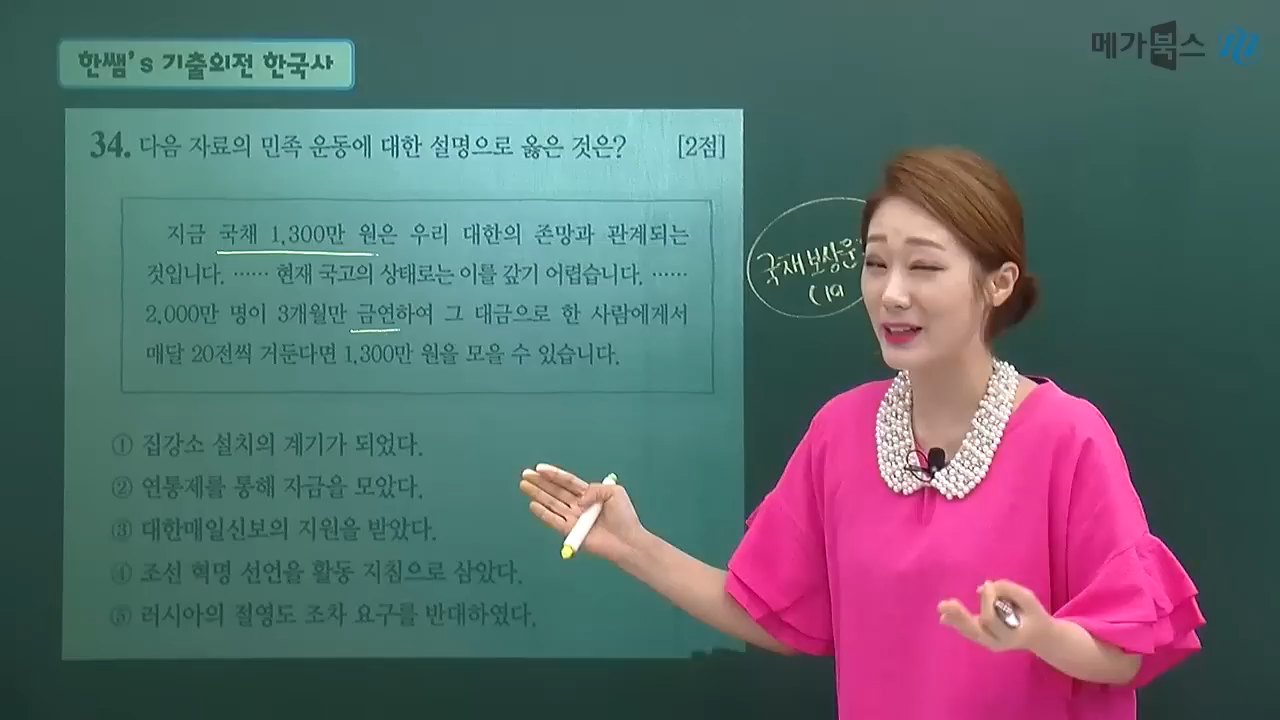 한쌤's 기출의전 한국사
메가북스
34. 다음 자료의 민족 운동에 대한 설명으로 옳은 것은? [2점]
지금 국채 1,300만 원은 우리 대한의 존망과 관계되는
것입니다. …… 현재 국고의 상태로는 이를 갚기 어렵습니다. ……
2,000만 명이 3개월만 금연하여 그 대금으로 한 사람에게서
매달 20전씩 거둔다면 1,300만 원을 모을 수 있습니다.
① 집강소 설치의 계기가 되었다.
② 연통제를 통해 자금을 모았다.
③ 대한매일신보의 지원을 받았다.
④ 조선 혁명 선언을 활동 지침으로 삼았다.
⑤ 러시아의 절영도 조차 요구를 반대하였다.
국채보상운
(19